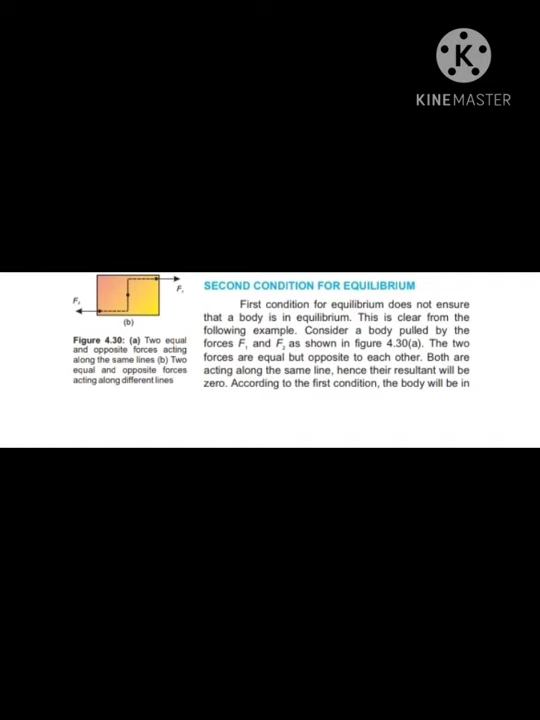 K
KINEMASTER
F₁
F₂
(b)
Figure 4.30: (a) Two equal
and opposite forces acting
along the same lines (b) Two
equal and opposite forces
acting along different lines
SECOND CONDITION FOR EQUILIBRIUM
First condition for equilibrium does not ensure
that a body is in equilibrium. This is clear from the
following example. Consider a body pulled by the
forces F₁ and F₂ as shown in figure 4.30(a). The two
forces are equal but opposite to each other. Both are
acting along the same line, hence their resultant will be
zero. According to the first condition, the body will be in